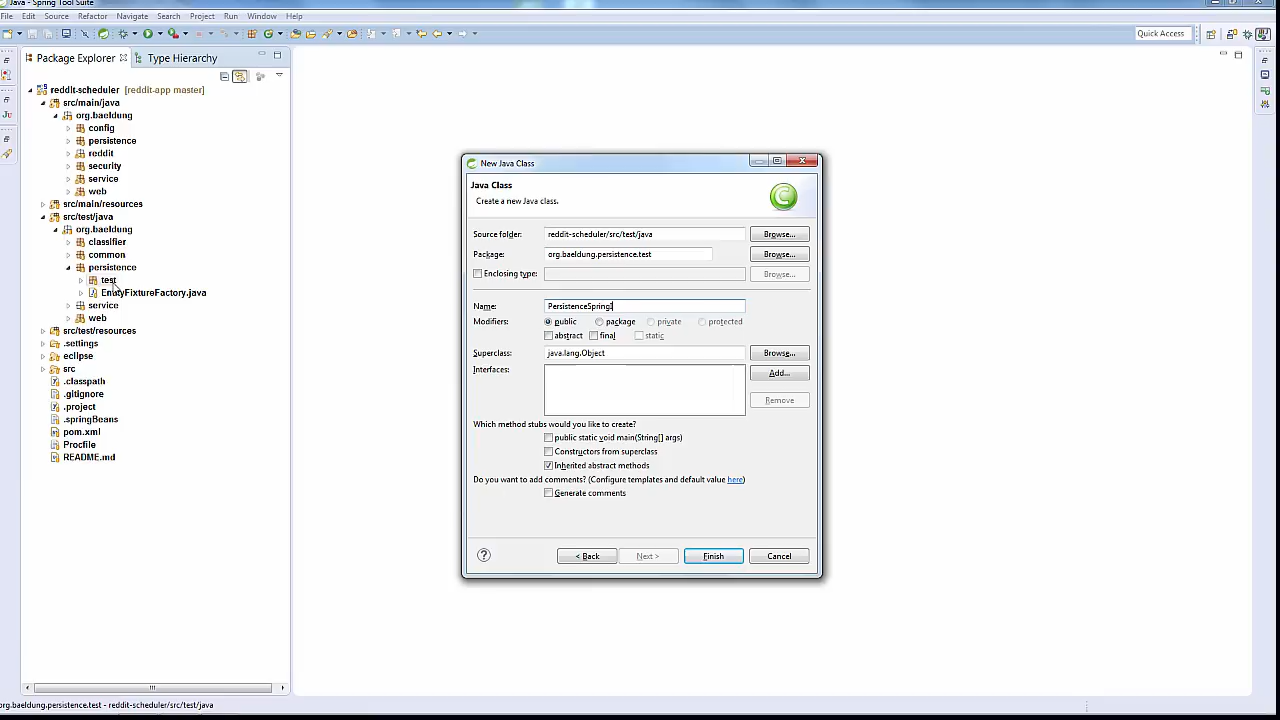 Java - Spring Tool Suite
File Edit Source Refactor Navigate Search Project Run Window Help
Quick Access
Package Explorer Type Hierarchy
reddit-scheduler [reddit-app master]
src/main/java
org.baeldung
config
persistence
reddit
security
service
web
src/main/resources
src/test/java
org.baeldung
classifier
common
persistence
test
EntityFixtureFactory.java
service
web
src/test/resources
.settings
eclipse
src
.classpath
.gitignore
.project
.springBeans
pom.xml
Procfile
README.md
New Java Class
Java Class
Create a new Java class.
Source folder: reddit-scheduler/src/test/java Browse...
Package: org.baeldung.persistence.test Browse...
Enclosing type: Browse...
Name: PersistenceSpringI
Modifiers: public package private protected
abstract final static
Superclass: java.lang.Object Browse...
Interfaces: Add...
Remove
Which method stubs would you like to create?
public static void main(String[] args)
Constructors from superclass
Inherited abstract methods
Do you want to add comments? (Configure templates and default value here)
Generate comments
? < Back Next > Finish Cancel
org.baeldung.persistence.test - reddit-scheduler/src/test/java